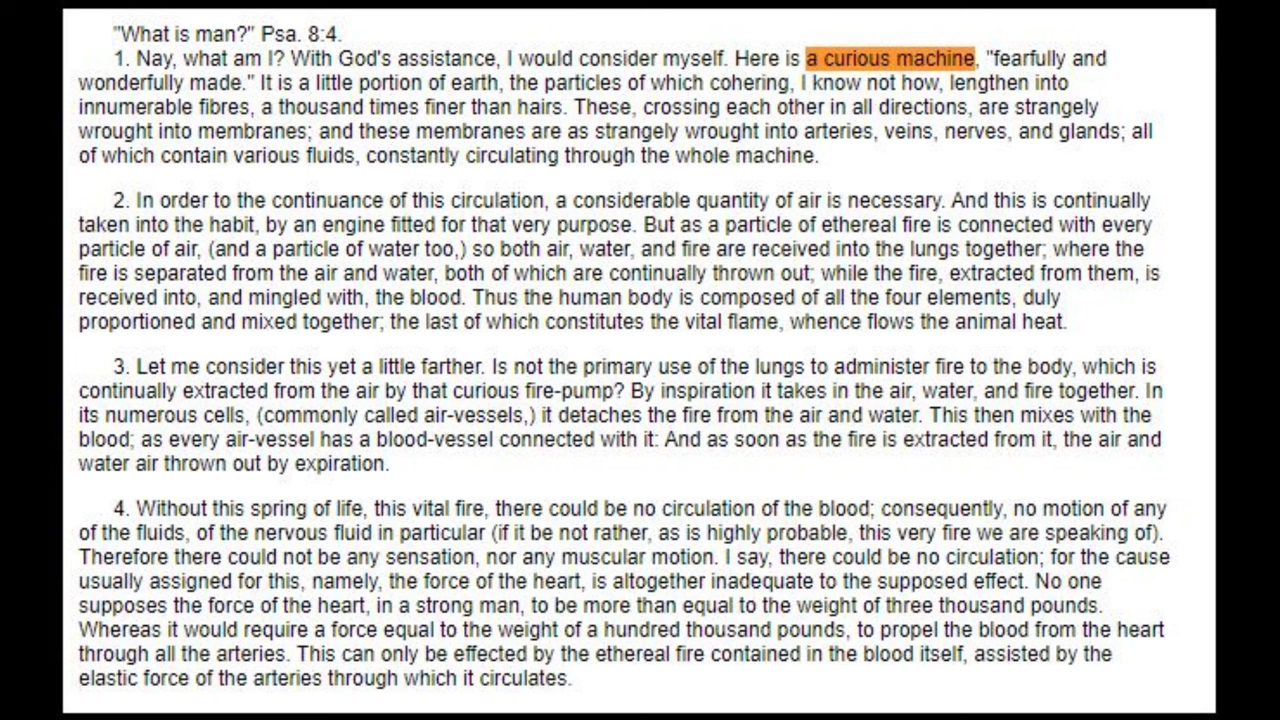 "What is man?" Psa. 8:4.
1. Nay, what am I? With God's assistance, I would consider myself. Here is a curious machine, "fearfully and
wonderfully made." It is a little portion of earth, the particles of which cohering, I know not how, lengthen into
innumerable fibres, a thousand times finer than hairs. These, crossing each other in all directions, are strangely
wrought into membranes; and these membranes are as strangely wrought into arteries, veins, nerves, and glands; all
of which contain various fluids, constantly circulating through the whole machine.
2. In order to the continuance of this circulation, a considerable quantity of air is necessary. And this is continually
taken into the habit, by an engine fitted for that very purpose. But as a particle of ethereal fire is connected with every
particle of air, (and a particle of water too,) so both air, water, and fire are received into the lungs together; where the
fire is separated from the air and water, both of which are continually thrown out; while the fire, extracted from them, is
received into, and mingled with, the blood. Thus the human body is composed of all the four elements, duly
proportioned and mixed together; the last of which constitutes the vital flame, whence flows the animal heat.
3. Let me consider this yet a little farther. Is not the primary use of the lungs to administer fire to the body, which is
continually extracted from the air by that curious fire-pump? By inspiration it takes in the air, water, and fire together. In
its numerous cells, (commonly called air-vessels,) it detaches the fire from the air and water. This then mixes with the
blood; as every air-vessel has a blood-vessel connected with it: And as soon as the fire is extracted from it, the air and
water air thrown out by expiration.
4. Without this spring of life, this vital fire, there could be no circulation of the blood; consequently, no motion of any
of the fluids, of the nervous fluid in particular (if it be not rather, as is highly probable, this very fire we are speaking of).
Therefore there could not be any sensation, nor any muscular motion. I say, there could be no circulation; for the cause
usually assigned for this, namely, the force of the heart, is altogether inadequate to the supposed effect. No one
supposes the force of the heart, in a strong man, to be more than equal to the weight of three thousand pounds.
Whereas it would require a force equal to the weight of a hundred thousand pounds, to propel the blood from the heart
through all the arteries. This can only be effected by the ethereal fire contained in the blood itself, assisted by the
elastic force of the arteries through which it circulates.